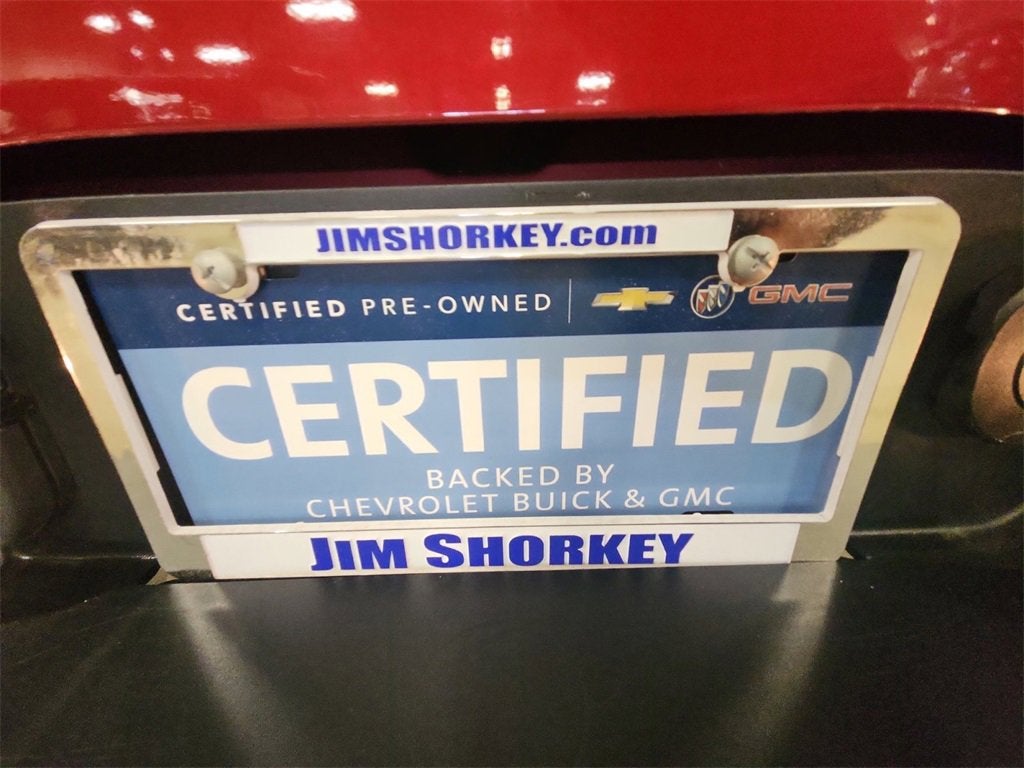 JIMSHORKEY.com
CERTIFIED PRE-OWNED GMC
CERTIFIED
BACKED BY
CHEVROLET BUICK & GMC
JIM SHORKEY